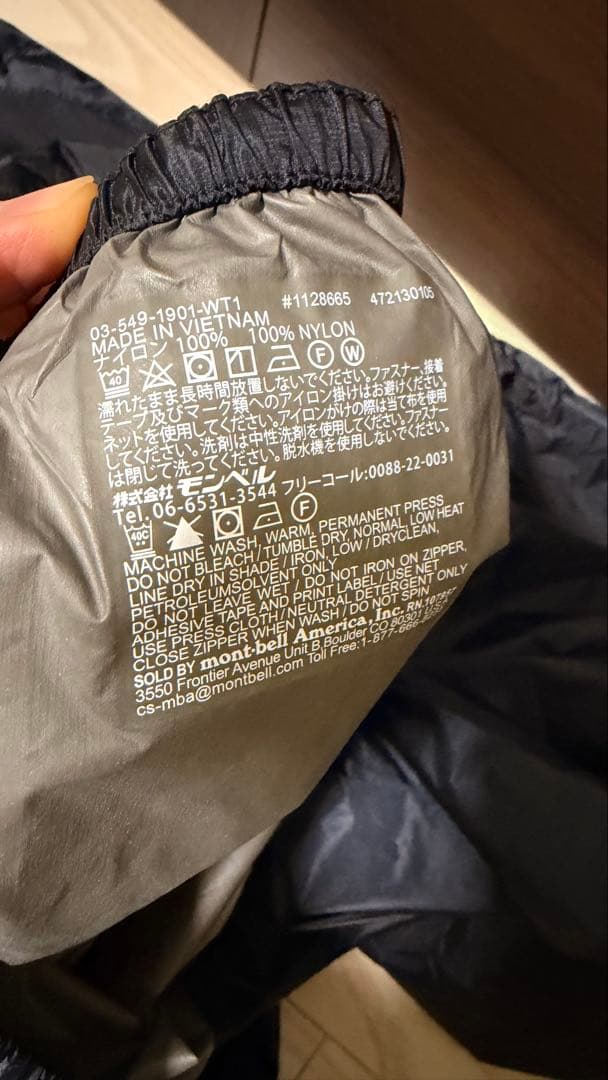 03-549-1901-WT1 #1128665 472130105
MADE IN VIETNAM
ナイロン 100% 100% NYLON
40 F W
濡れたまま長時間放置しないでください。ファスナー、接着
テープ及びマーク類へのアイロン掛けはお避けください。
ネットを使用してください。アイロンがけの際は当て布を使用
してください。洗剤は中性洗剤を使用してください。ファスナー
は閉じて洗ってください。脱水機を使用しないでください。
株式会社 モンベル
Tel. 06-6531-3544 フリーコール:0088-22-0031
40C F
MACHINE WASH, WARM, PERMANENT PRESS
DO NOT BLEACH / TUMBLE DRY, NORMAL, LOW HEAT
LINE DRY IN SHADE / IRON, LOW / DRYCLEAN,
PETROLEUMSOLVENT ONLY
DO NOT LEAVE WET / DO NOT IRON ON ZIPPER,
ADHESIVE TAPE AND PRINT LABEL / USE NET
USE PRESS CLOTH / NEUTRAL DETERGENT ONLY
CLOSE ZIPPER WHEN WASH / DO NOT SPIN
SOLD BY mont-bell America, Inc.
3550 Frontier Avenue Unit B, Boulder CO 80301
cs-mba@montbell.com Toll Free: